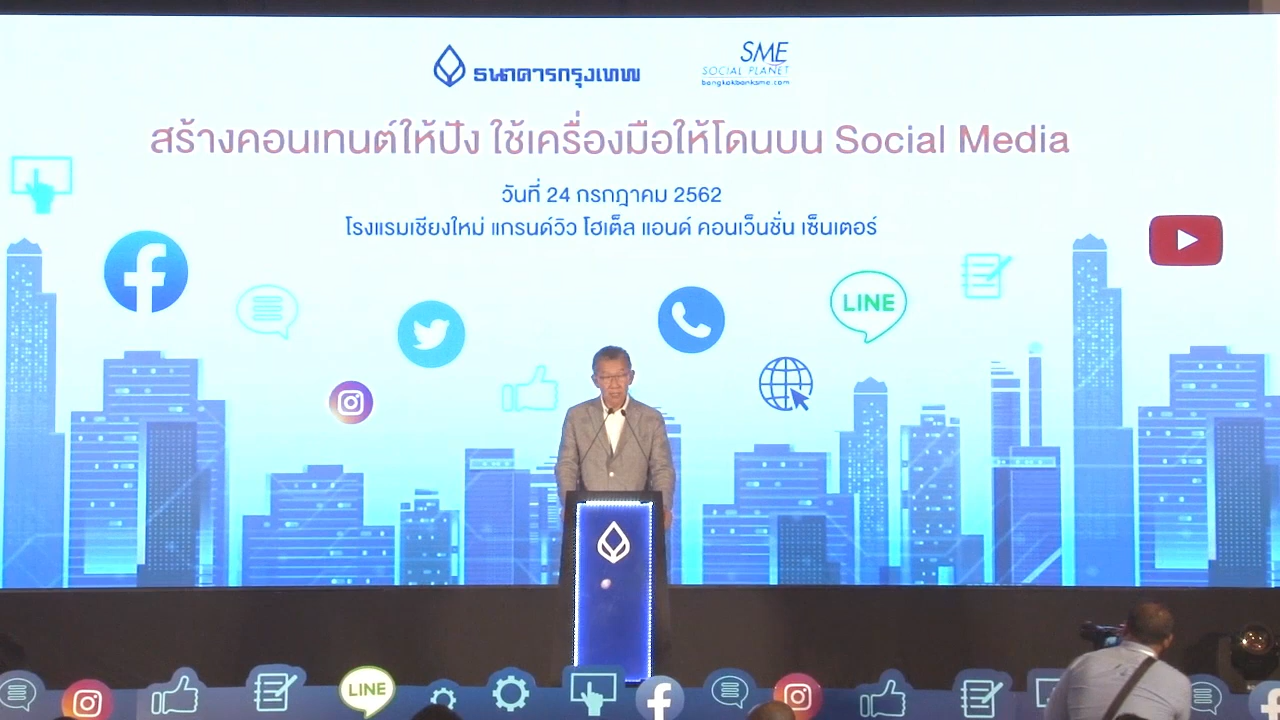 ธนาคารกรุงเทพ
SME
SOCIAL PLANET
bangkokbanksme.com
สร้างคอนเทนต์ให้ปัง ใช้เครื่องมือให้โดนบน Social Media
วันที่ 24 กรกฎาคม 2562
โรงแรมเชียงใหม่ แกรนด์วิว โฮเต็ล แอนด์ คอนเว็นชั่น เซ็นเตอร์
LINE
LINE